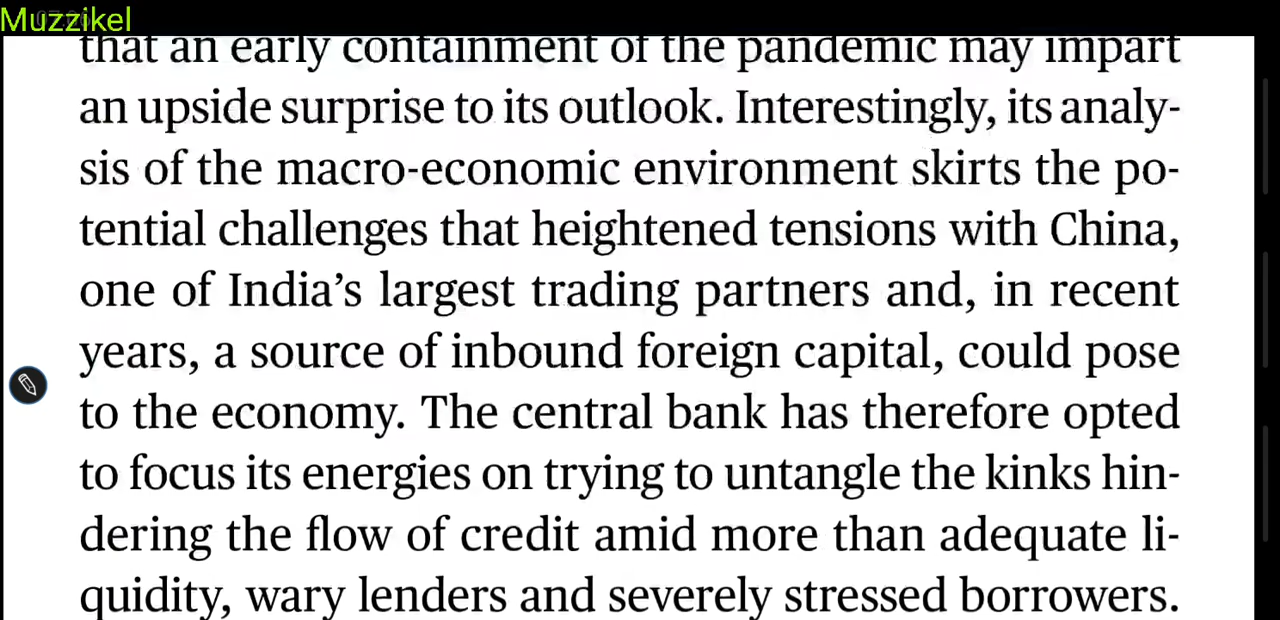 Muzzikel
that an early containment of the pandemic may impart
an upside surprise to its outlook. Interestingly, its analy-
sis of the macro-economic environment skirts the po-
tential challenges that heightened tensions with China,
one of India’s largest trading partners and, in recent
years, a source of inbound foreign capital, could pose
to the economy. The central bank has therefore opted
to focus its energies on trying to untangle the kinks hin-
dering the flow of credit amid more than adequate li-
quidity, wary lenders and severely stressed borrowers.